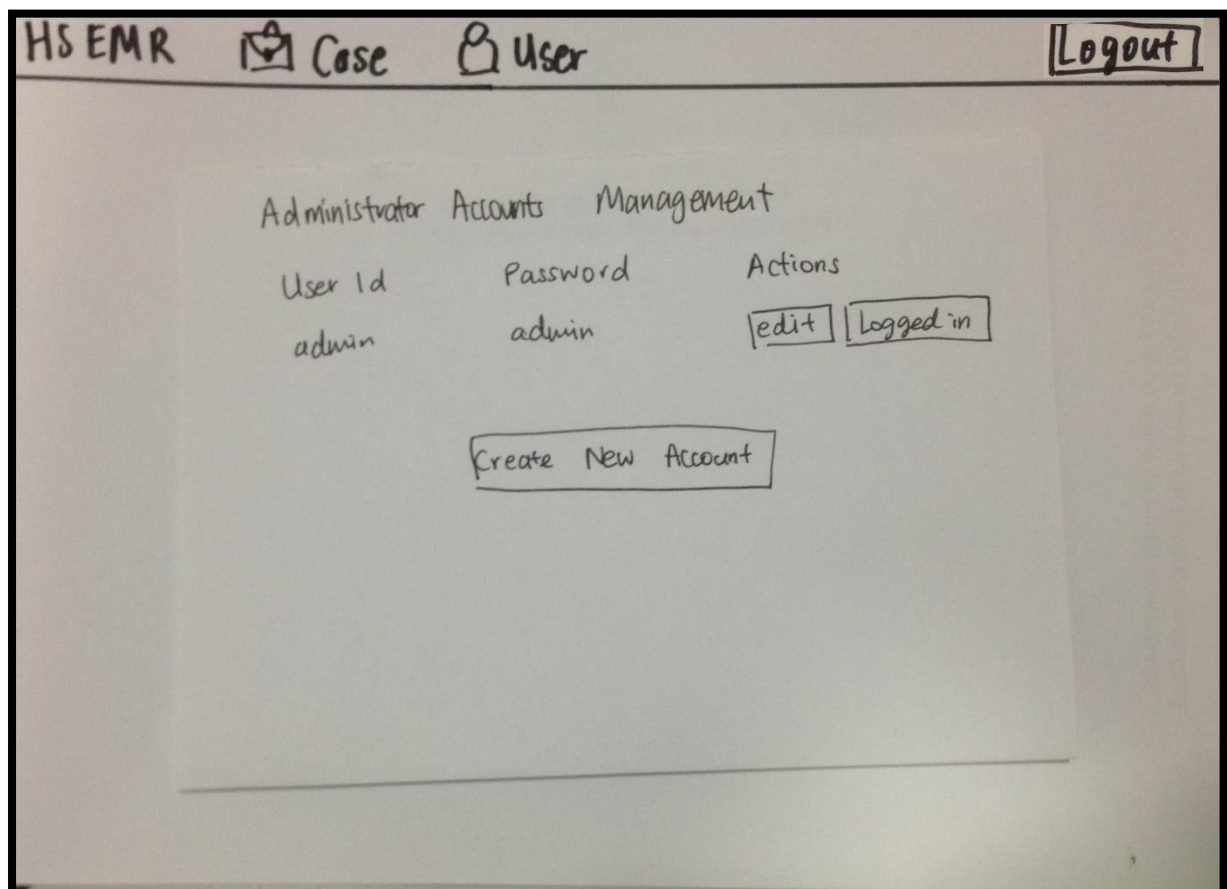 HS EMR Case User Logout
Administrator Accounts Management
User Id Password Actions
admin admin edit Logged in
Create New Account